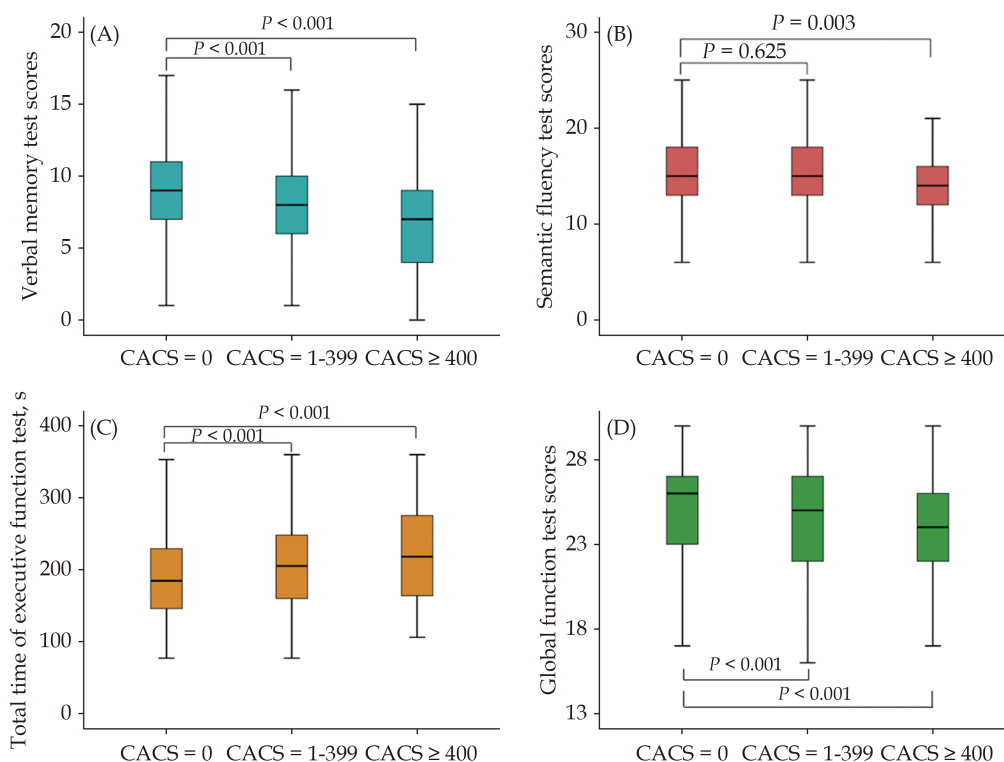 (A)
P < 0.001
P < 0.001
Verbal memory test scores
20
15
10
5
0
CACS = 0 CACS = 1-399 CACS ≥ 400
(B)
P = 0.003
P = 0.625
Semantic fluency test scores
30
20
10
0
CACS = 0 CACS = 1-399 CACS ≥ 400
(C)
P < 0.001
P < 0.001
Total time of executive function test, s
400
300
200
100
0
CACS = 0 CACS = 1-399 CACS ≥ 400
(D)
Global function test scores
28
23
18
13
P < 0.001
P < 0.001
CACS = 0 CACS = 1-399 CACS ≥ 400